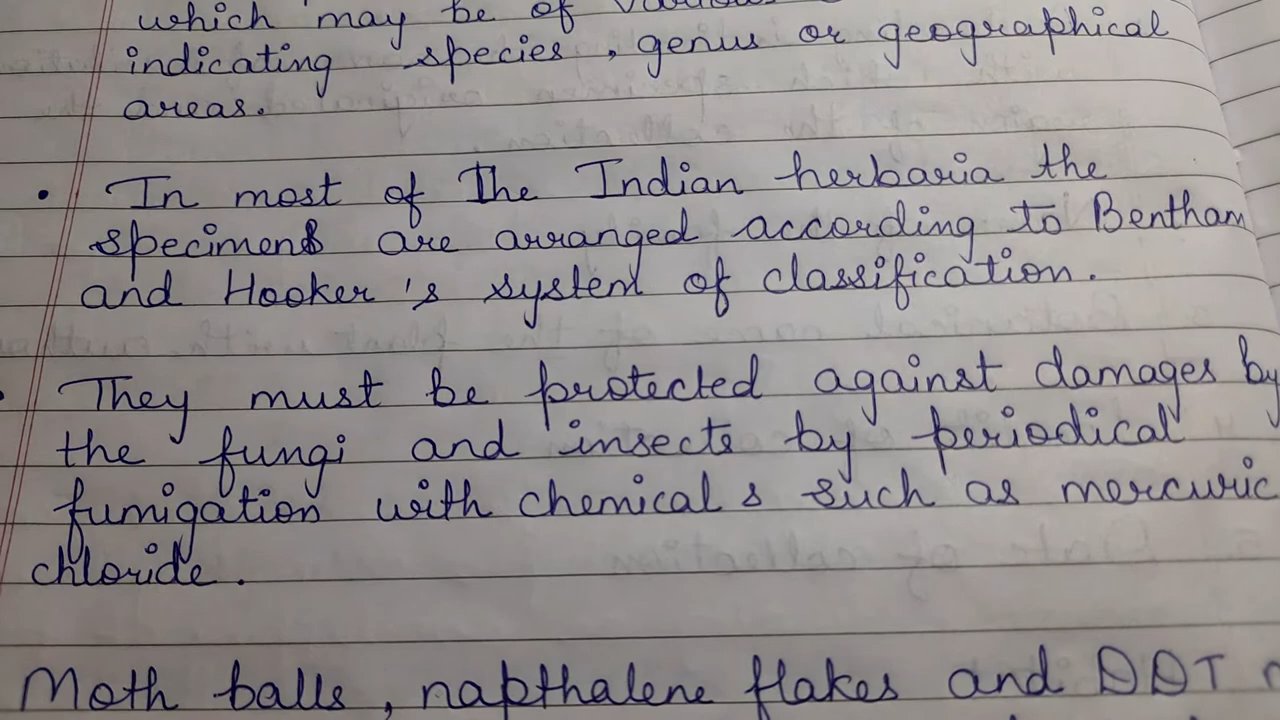 which may be of
indicating species, genus or geographical
areas.
• In most of The Indian herbaria the
specimens are arranged according to Bentham
and Hooker's system of classification.
• They must be protected against damages by
the fungi and insects by periodical
fumigation with chemicals such as mercuric
chloride.
Moth balls, napthalene flakes and DDT